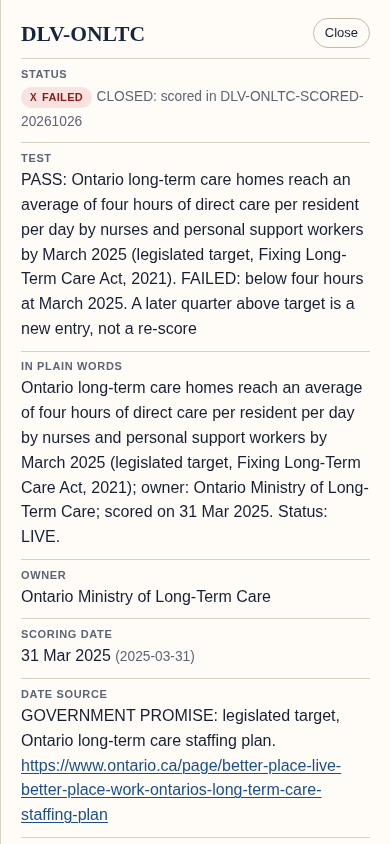 DLV-ONLTC
Close
STATUS
X FAILED CLOSED: scored in DLV-ONLTC-SCORED-
20261026
TEST
PASS: Ontario long-term care homes reach an
average of four hours of direct care per resident
per day by nurses and personal support workers
by March 2025 (legislated target, Fixing Long-
Term Care Act, 2021). FAILED: below four hours
at March 2025. A later quarter above target is a
new entry, not a re-score
IN PLAIN WORDS
Ontario long-term care homes reach an average
of four hours of direct care per resident per day
by nurses and personal support workers by
March 2025 (legislated target, Fixing Long-Term
Care Act, 2021); owner: Ontario Ministry of Long-
Term Care; scored on 31 Mar 2025. Status:
LIVE.
OWNER
Ontario Ministry of Long-Term Care
SCORING DATE
31 Mar 2025 (2025-03-31)
DATE SOURCE
GOVERNMENT PROMISE: legislated target,
Ontario long-term care staffing plan.
https://www.ontario.ca/page/better-place-live-
better-place-work-ontarios-long-term-care-
staffing-plan